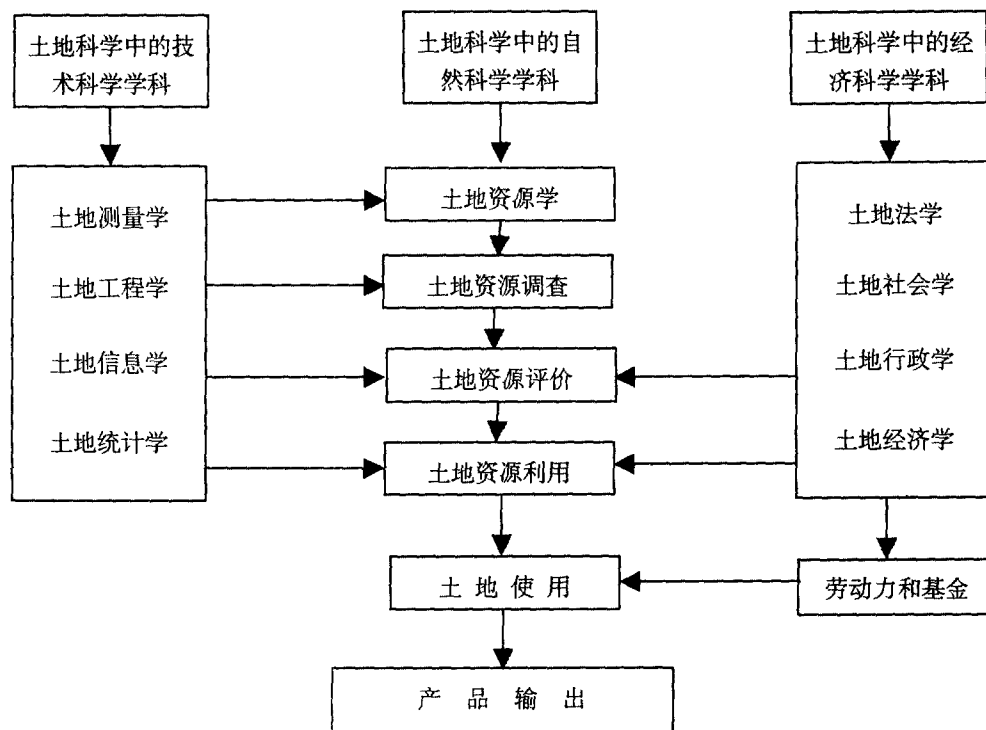 土地科学中的技
术科学学科
土地科学中的自
然科学学科
土地科学中的经
济科学学科
土地测量学
土地工程学
土地信息学
土地统计学
土地资源学
土地资源调查
土地资源评价
土地资源利用
土 地 使 用
产 品 输 出
土地法学
土地社会学
土地行政学
土地经济学
劳动力和基金